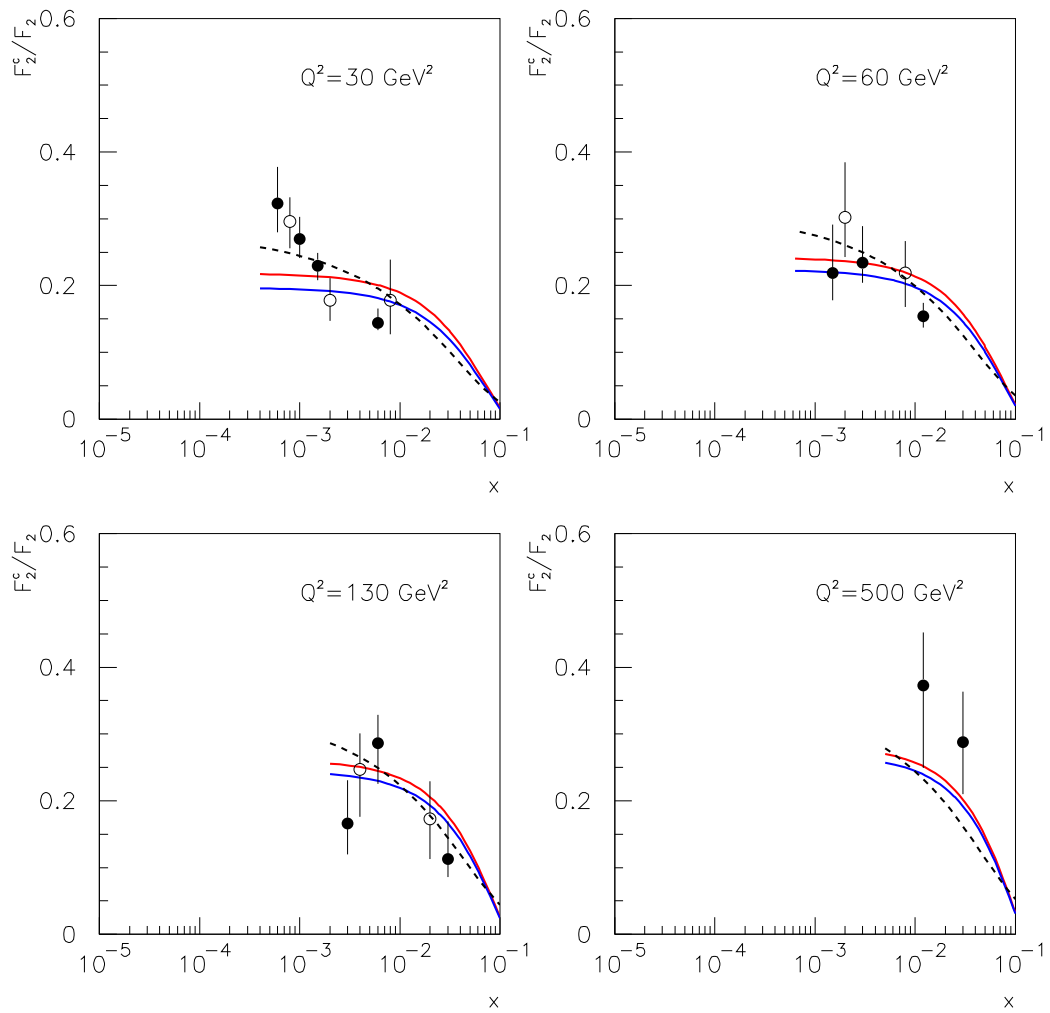 F₂ᶜ/F₂
Q²=30 GeV²
0.6
0.4
0.2
0
10⁻⁵ 10⁻⁴ 10⁻³ 10⁻² 10⁻¹
x
F₂ᶜ/F₂
Q²=60 GeV²
0.6
0.4
0.2
0
10⁻⁵ 10⁻⁴ 10⁻³ 10⁻² 10⁻¹
x
F₂ᶜ/F₂
Q²=130 GeV²
0.6
0.4
0.2
0
10⁻⁵ 10⁻⁴ 10⁻³ 10⁻² 10⁻¹
x
F₂ᶜ/F₂
Q²=500 GeV²
0.6
0.4
0.2
0
10⁻⁵ 10⁻⁴ 10⁻³ 10⁻² 10⁻¹
x